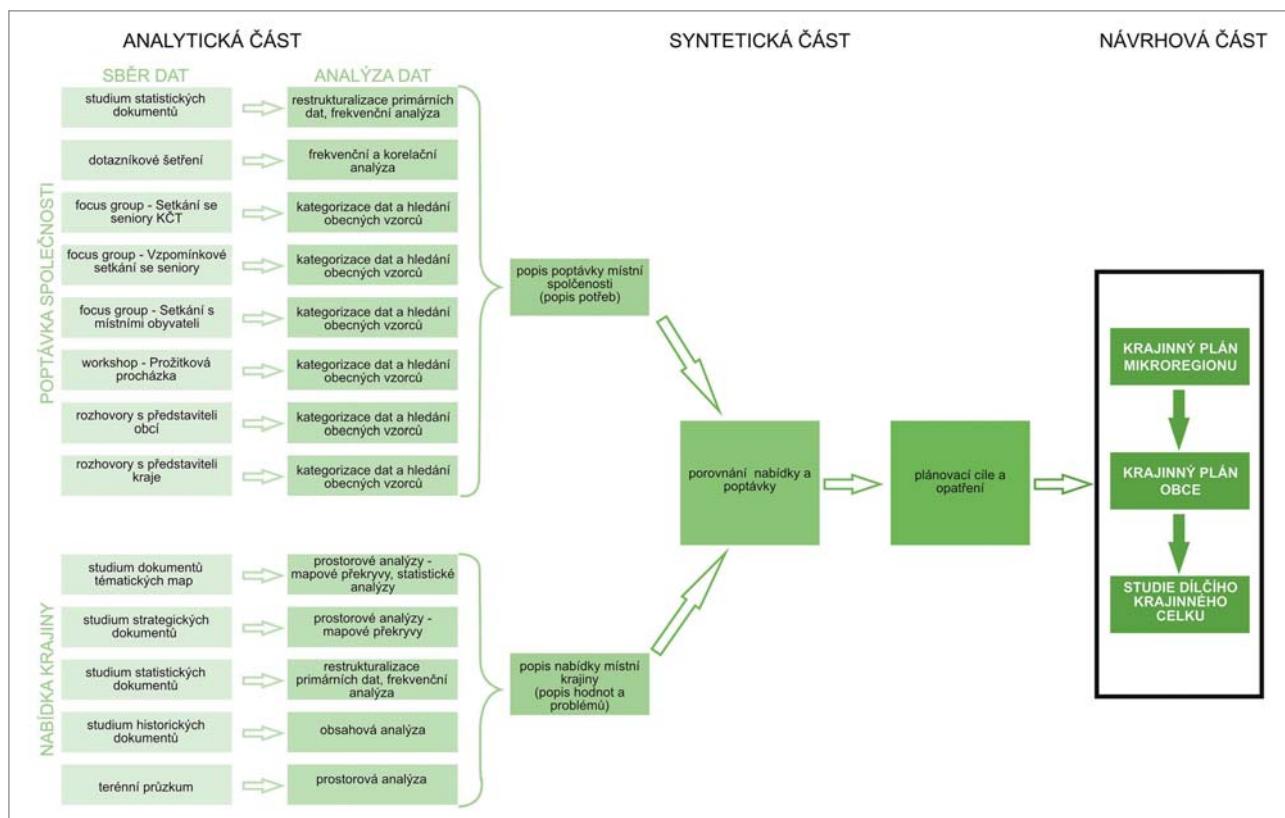 ANALYTICKÁ ČÁST
SYNTETICKÁ ČÁST
NÁVRHOVÁ ČÁST
SBĚR DAT
ANALÝZA DAT
POPTÁVKA SPOLEČNOSTI
studium statistických
dokumentů
restrukturalizace primárních
dat, frekvenční analýza
dotazníkové šetření
frekvenční a korelační
analýza
focus group - Setkání se
seniory KČT
kategorizace dat a hledání
obecných vzorců
focus group - Vzpomínkové
setkání se seniory
kategorizace dat a hledání
obecných vzorců
focus group - Setkání s
místními obyvateli
kategorizace dat a hledání
obecných vzorců
workshop - Prožitková
procházka
kategorizace dat a hledání
obecných vzorců
rozhovory s představiteli
obcí
kategorizace dat a hledání
obecných vzorců
rozhovory s představiteli
kraje
kategorizace dat a hledání
obecných vzorců
popis poptávky místní
spolčenosti
(popis potřeb)
NABÍDKA KRAJINY
studium dokumentů
tématických map
prostorové analýzy -
mapové překryvy, statistické
analýzy
studium strategických
dokumentů
prostorové analýzy -
mapové překryvy
studium statistických
dokumentů
restrukturalizace
primárních dat, frekvenční
analýza
studium historických
dokumentů
obsahová analýza
terénní průzkum
prostorová analýza
popis nabídky místní
krajiny
(popis hodnot a
problémů)
porovnání nabídky a
poptávky
plánovací cíle a
opatření
KRAJINNÝ PLÁN
MIKROREGIONU
KRAJINNÝ PLÁN
OBCE
STUDIE DÍLČÍHO
KRAJINNÉHO
CELKU